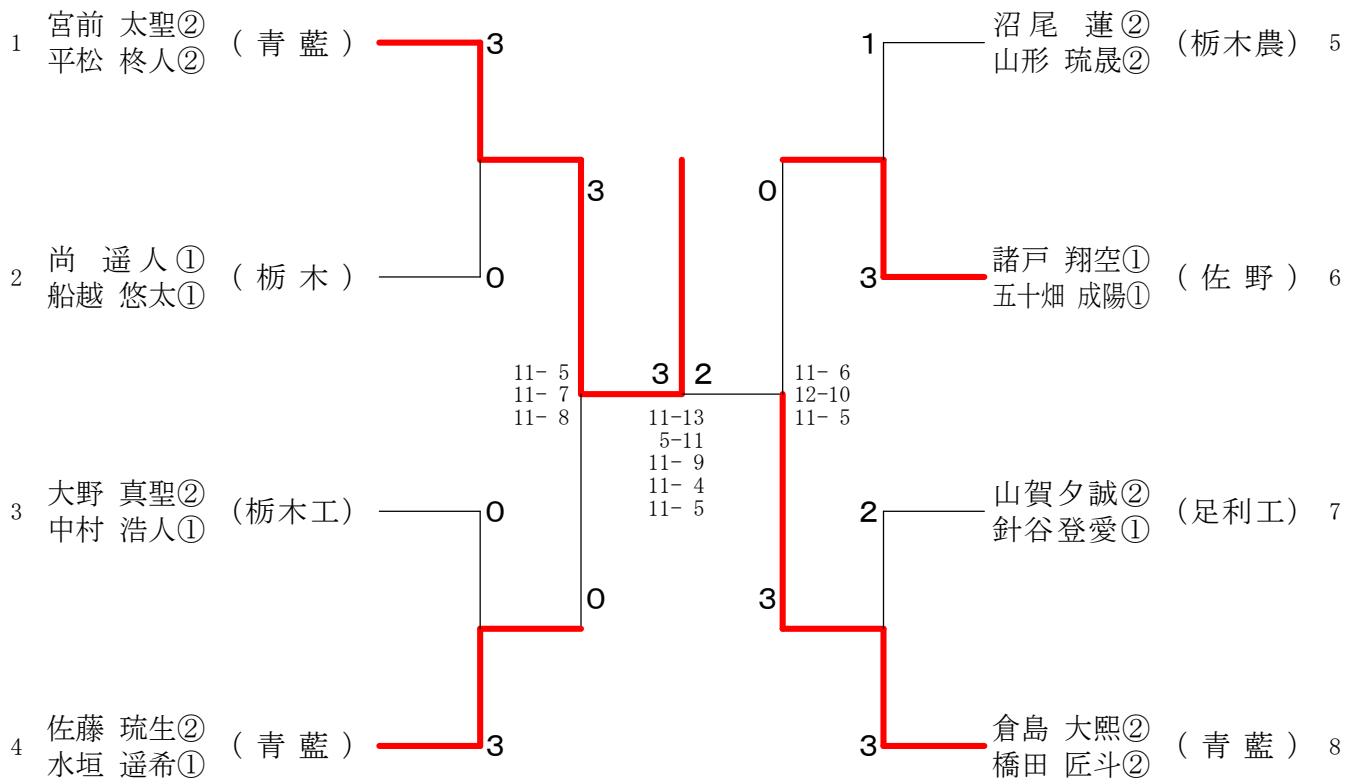 1 宮前 太聖② 平松 柊人② (青藍) 3
2 尚 遥人① 船越 悠太① (栃木) 0
3
3 大野 真聖② 中村 浩人① (栃木工) 0
4 佐藤 琉生② 水垣 遥希① (青藍) 3
0
11- 5
11- 7
11- 8
3 2
11-13
5-11
11- 9
11- 4
11- 5
1 沼尾 蓮② 山形 琉晟② (栃木農) 5
0
3 諸戸 翔空① 五十畑 成陽① (佐野) 6
11- 6
12-10
11- 5
2 山賀夕誠② 針谷登愛① (足利工) 7
3
3 倉島 大熙② 橋田 匠斗② (青藍) 8